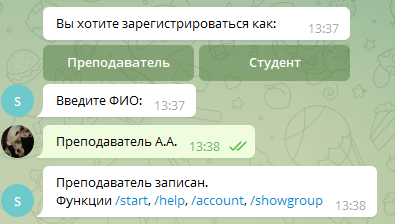 Вы хотите зарегистрироваться как:
13:37
Преподаватель
Студент
S
Введите ФИО:
13:37
Преподаватель А.А.
13:38
S
Преподаватель записан.
Функции /start, /help, /account, /showgroup
13:38